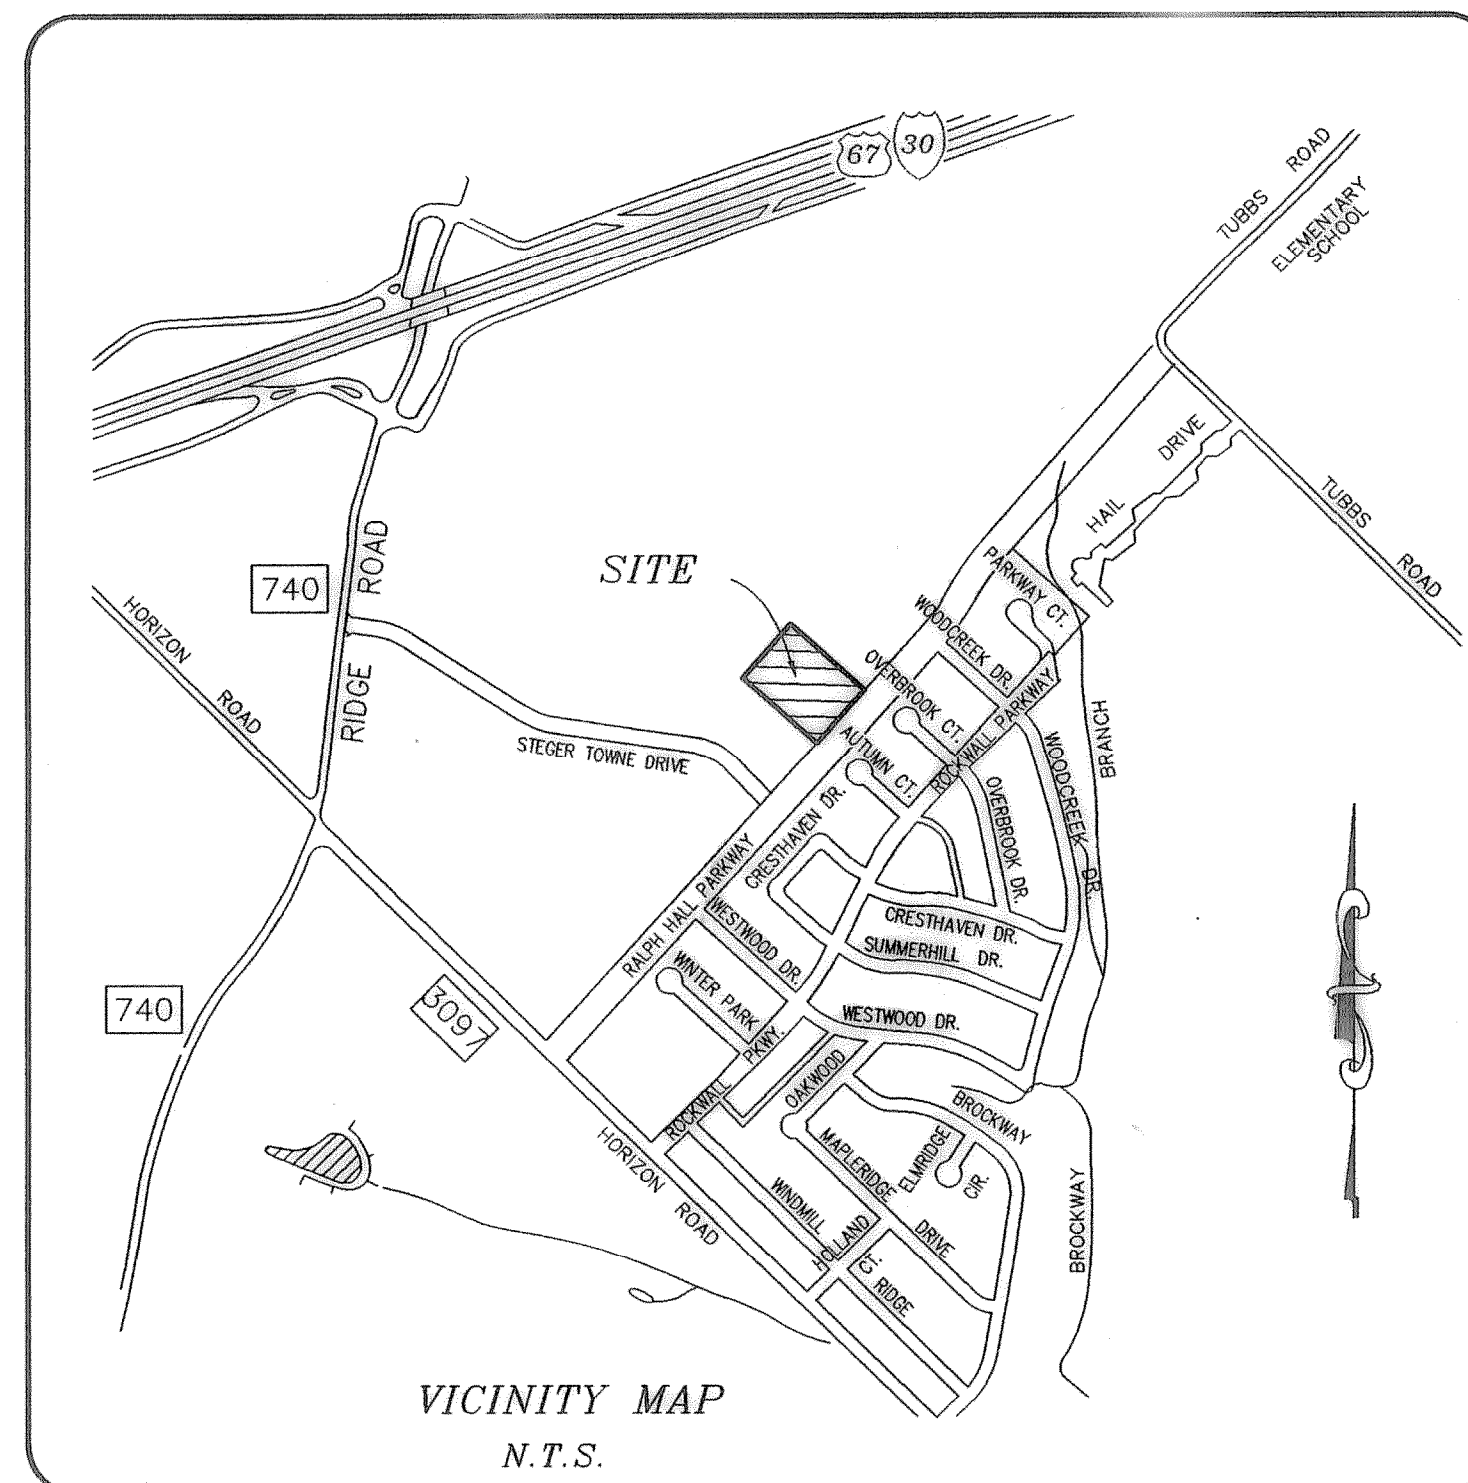 67
30
TUBBS ROAD
ELEMENTARY
SCHOOL
HAIL DRIVE
TUBBS ROAD
740
RIDGE ROAD
HORIZON ROAD
SITE
PARKWAY CT.
WOODCREEK DR.
OVERBROOK CT.
AUTUMN CT.
ROCKWALL PARKWAY
WOODCREEK DR.
BRANCH
OVERBROOK DR.
STEGER TOWNE DRIVE
CRESTHAVEN DR.
RALPH HALL PARKWAY
CRESTHAVEN DR.
SUMMERHILL DR.
WESTWOOD DR.
WINTER PARK
WESTWOOD DR.
740
3097
ROCKWALL PKWY.
OAKWOOD
BROCKWAY
MAPLERIDGE DRIVE
ELMRIDGE CIR.
HORIZON ROAD
WINDMILL RIDGE
HOLLAND CT.
BROCKWAY
VICINITY MAP
N.T.S.